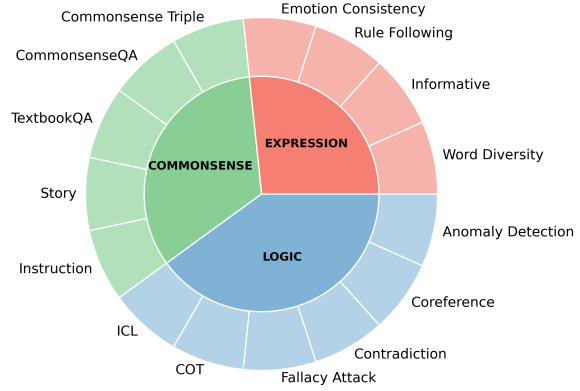 Emotion Consistency
Commonsense Triple
Rule Following
CommonsenseQA
Informative
TextbookQA
EXPRESSION
Word Diversity
COMMONSENSE
Story
Anomaly Detection
LOGIC
Instruction
Coreference
ICL
Contradiction
COT
Fallacy Attack